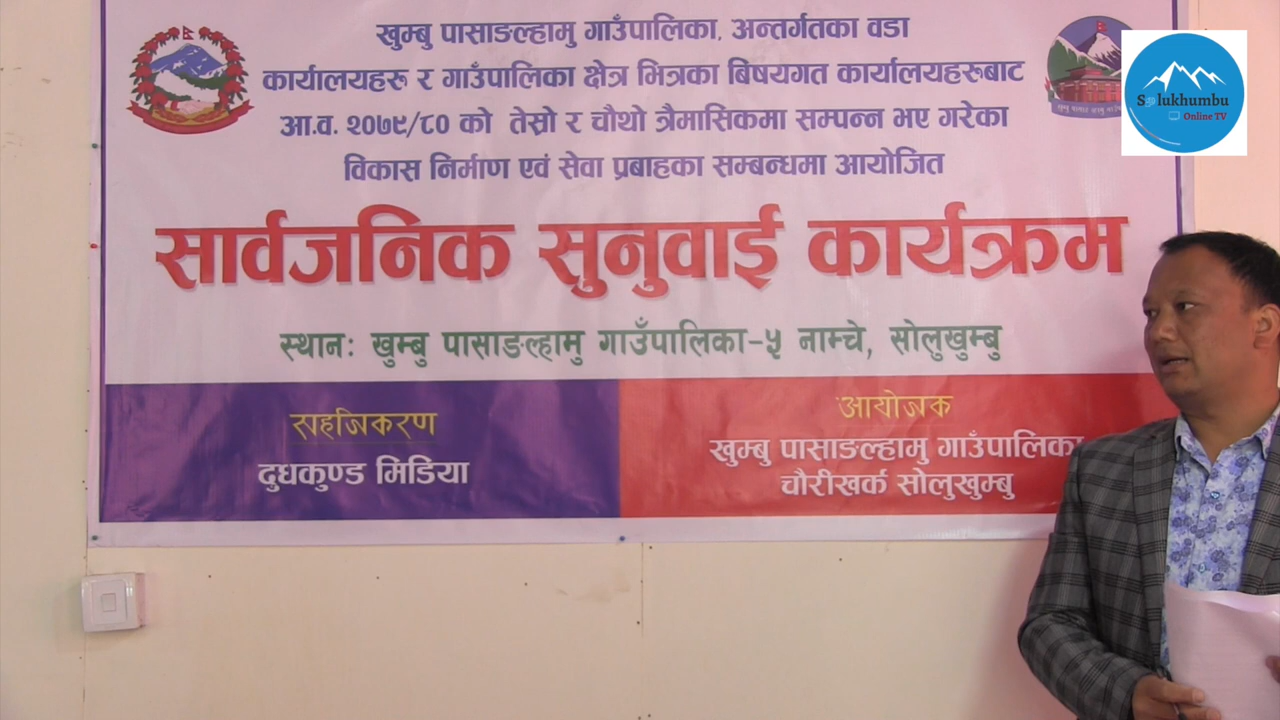 खुम्बु पासाङल्हामु गाउँपालिका, अन्तर्गतका वडा
कार्यालयहरु र गाउँपालिका क्षेत्र भित्रका बिषयगत कार्यालयहरुबाट
आ.व. २०७९/८० को तेस्रो र चौथो त्रैमासिकमा सम्पन्न भए गरेका
विकास निर्माण एवं सेवा प्रबाहका सम्बन्धमा आयोजित
सार्वजनिक सुनुवाई कार्यक्रम
स्थानः खुम्बु पासाङल्हामु गाउँपालिका-५ नाम्चे, सोलुखुम्बु
सहजिकरण
दुधकुण्ड मिडिया
आयोजक
खुम्बु पासाङल्हामु गाउँपालिका
चौरीखर्क सोलुखुम्बु
Solukhumbu
Online TV